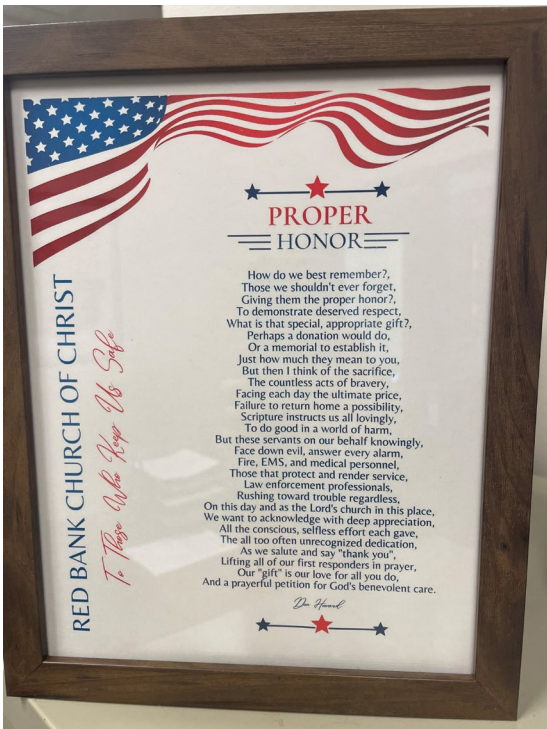 PROPER
HONOR
How do we best remember?,
Those we shouldn't ever forget,
Giving them the proper honor?,
To demonstrate deserved respect,
What is that special, appropriate gift?,
Perhaps a donation would do,
Or a memorial to establish it,
Just how much they mean to you,
But then I think of the sacrifice,
The countless acts of bravery,
Facing each day the ultimate price,
Failure to return home a possibility,
Scripture instructs us all lovingly,
To do good in a world of harm,
But these servants on our behalf knowingly,
Face down evil, answer every alarm,
Fire, EMS, and medical personnel,
Those that protect and render service,
Law enforcement professionals,
Rushing toward trouble regardless,
On this day and as the Lord's church in this place,
We want to acknowledge with deep appreciation,
All the conscious, selfless effort each gave,
The all too often unrecognized dedication,
As we salute and say "thank you",
Lifting all of our first responders in prayer,
Our "gift" is our love for all you do,
And a prayerful petition for God's benevolent care.
Dan Howard
RED BANK CHURCH OF CHRIST
To Those Who Keep Us Safe